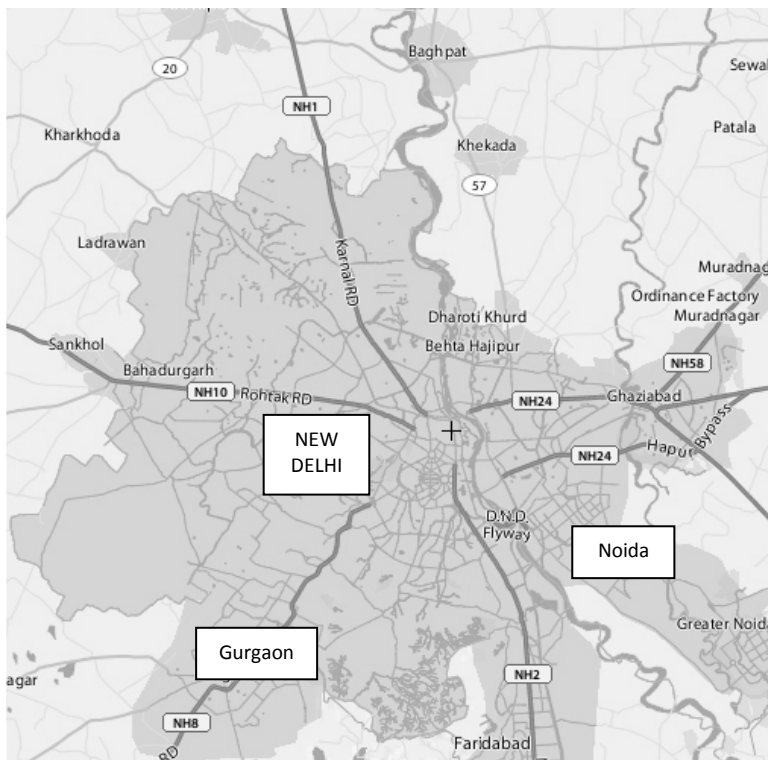 Baghpat
20
Sewal
NH1
Kharkhoda
Patala
Khekada
57
Ladrawan
Karnal RD
Muradnag
Ordinance Factory
Muradnagar
Dharoti Khurd
Sankhol
Behta Hajipur
Bahadurgarh
NH58
NH10
Rohtak RD
NH24
Ghaziabad
NEW
DELHI
NH24
Hapur Bypass
D.N.D.
Flyway
Noida
Gurgaon
Greater Noida
agar
NH2
NH8
RD
Faridabad